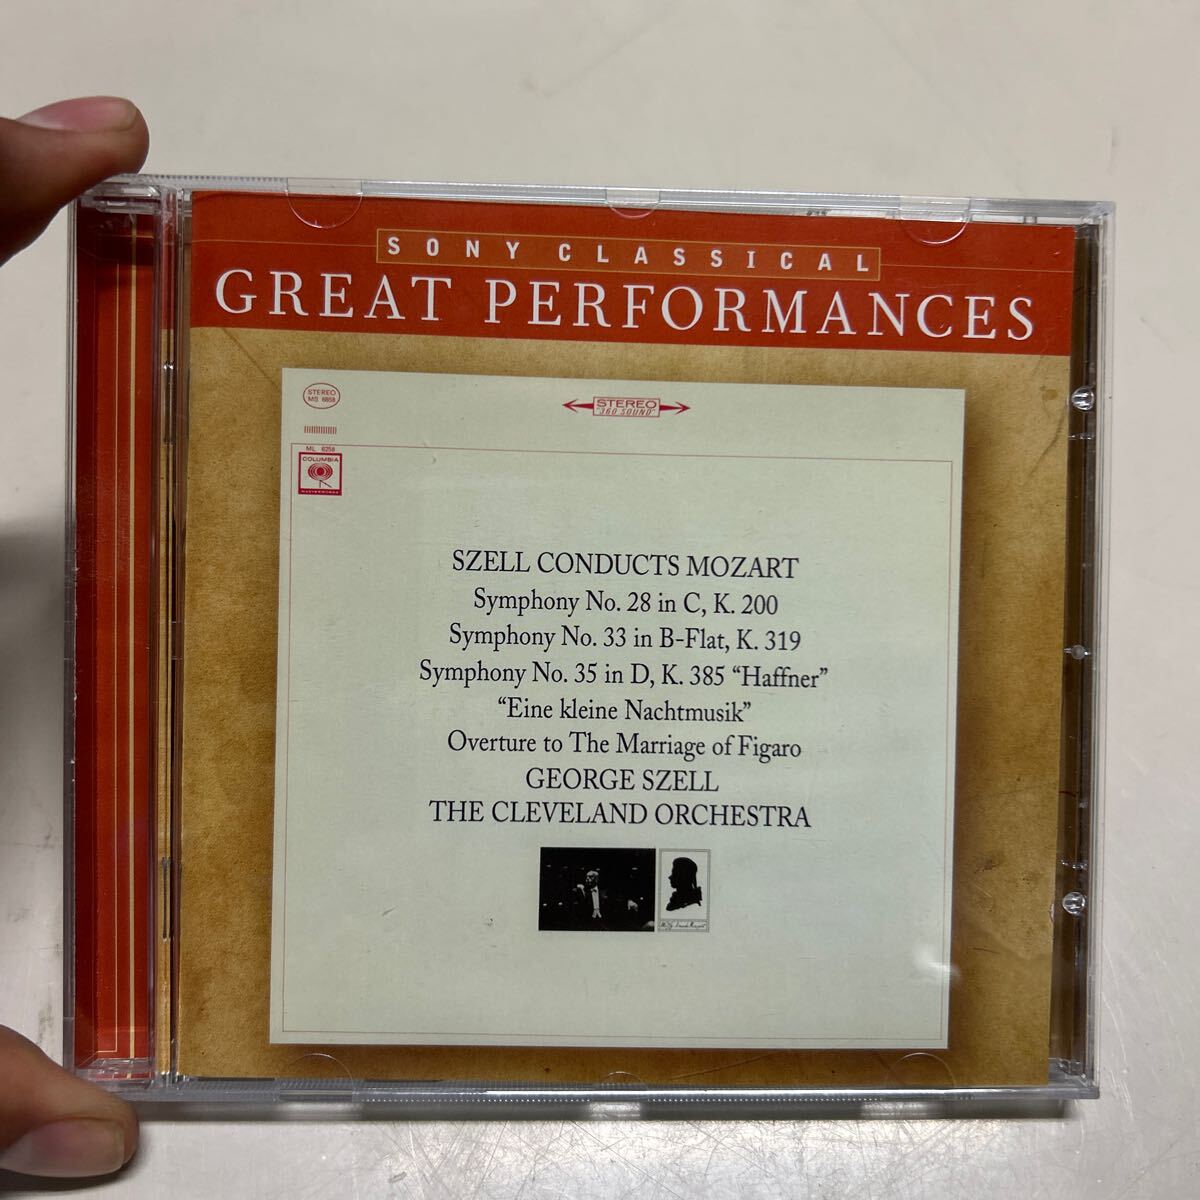 SONY CLASSICAL
GREAT PERFORMANCES
STEREO
MS 6858
STEREO
"360 SOUND"
ML 6258
COLUMBIA
MASTERWORKS
SZELL CONDUCTS MOZART
Symphony No. 28 in C, K. 200
Symphony No. 33 in B-Flat, K. 319
Symphony No. 35 in D, K. 385 “Haffner”
“Eine kleine Nachtmusik”
Overture to The Marriage of Figaro
GEORGE SZELL
THE CLEVELAND ORCHESTRA